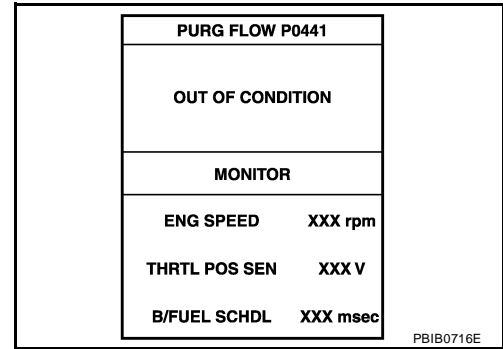 PURG FLOW P0441
OUT OF CONDITION
MONITOR
ENG SPEED XXX rpm
THRTL POS SEN XXX V
B/FUEL SCHDL XXX msec
PBIB0716E